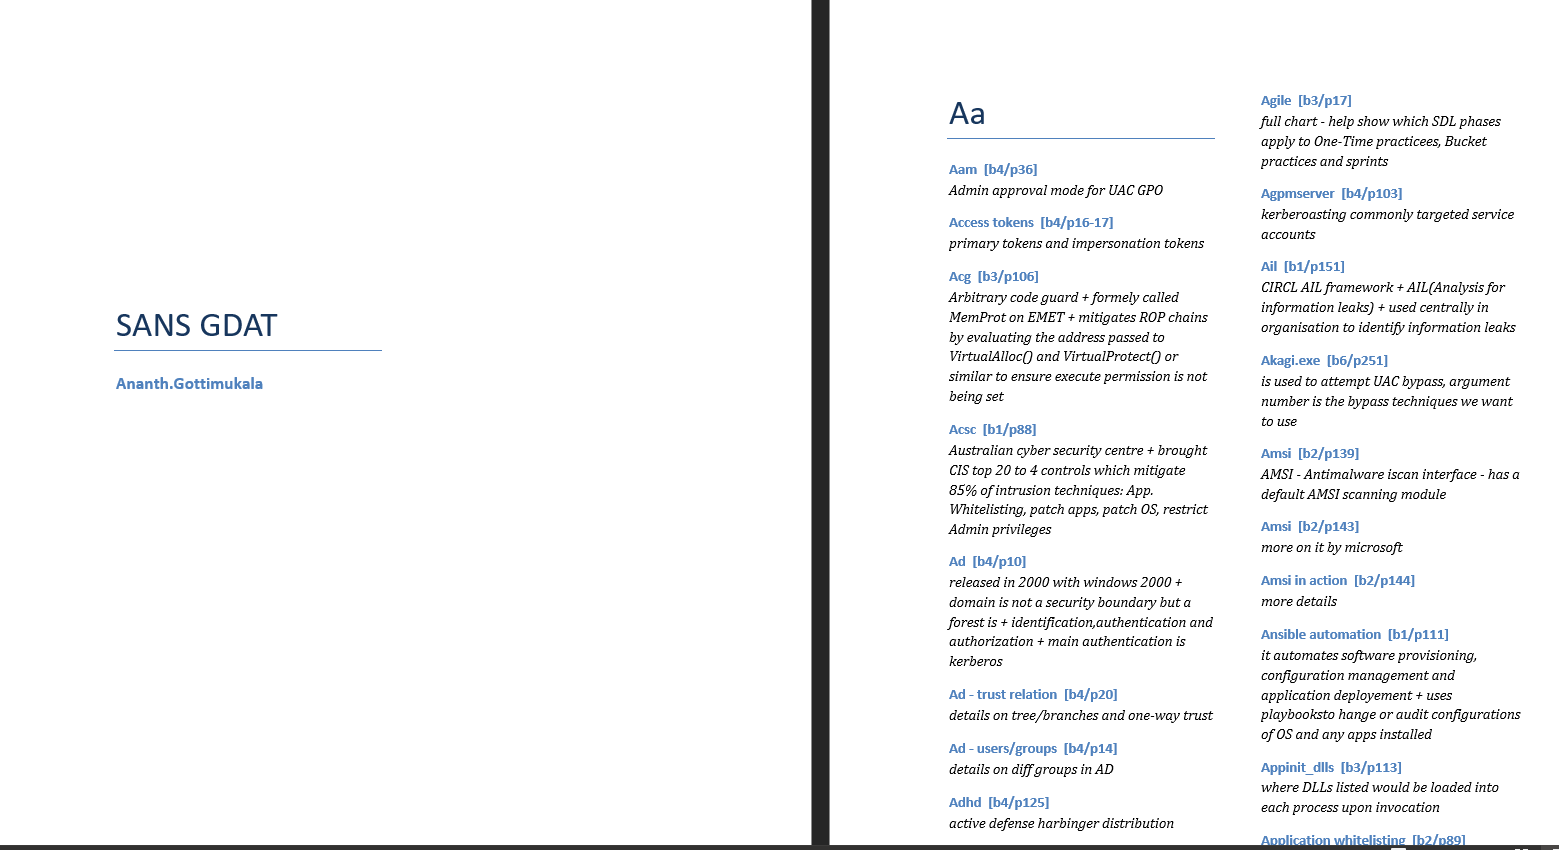 SANS GDAT
Ananth.Gottimukala
Aa
Aam [b4/p36]
Admin approval mode for UAC GPO
Access tokens [b4/p16-17]
primary tokens and impersonation tokens
Acg [b3/p106]
Arbitrary code guard + formely called
MemProt on EMET + mitigates ROP chains
by evaluating the address passed to
VirtualAlloc() and VirtualProtect() or
similar to ensure execute permission is not
being set
Acsc [b1/p88]
Australian cyber security centre + brought
CIS top 20 to 4 controls which mitigate
85% of intrusion techniques: App.
Whitelisting, patch apps, patch OS, restrict
Admin privileges
Ad [b4/p10]
released in 2000 with windows 2000 +
domain is not a security boundary but a
forest is + identification,authentication and
authorization + main authentication is
kerberos
Ad - trust relation [b4/p20]
details on tree/branches and one-way trust
Ad - users/groups [b4/p14]
details on diff groups in AD
Adhd [b4/p125]
active defense harbinger distribution
Agile [b3/p17]
full chart - help show which SDL phases
apply to One-Time practicees, Bucket
practices and sprints
Agpmserver [b4/p103]
kerberoasting commonly targeted service
accounts
Ail [b1/p151]
CIRCL AIL framework + AIL(Analysis for
information leaks) + used centrally in
organisation to identify information leaks
Akagi.exe [b6/p251]
is used to attempt UAC bypass, argument
number is the bypass techniques we want
to use
Amsi [b2/p139]
AMSI - Antimalware iscan interface - has a
default AMSI scanning module
Amsi [b2/p143]
more on it by microsoft
Amsi in action [b2/p144]
more details
Ansible automation [b1/p111]
it automates software provisioning,
configuration management and
application deployement + uses
playbooksto hange or audit configurations
of OS and any apps installed
Appinit_dlls [b3/p113]
where DLLs listed would be loaded into
each process upon invocation
Application whitelisting [b2/p89]